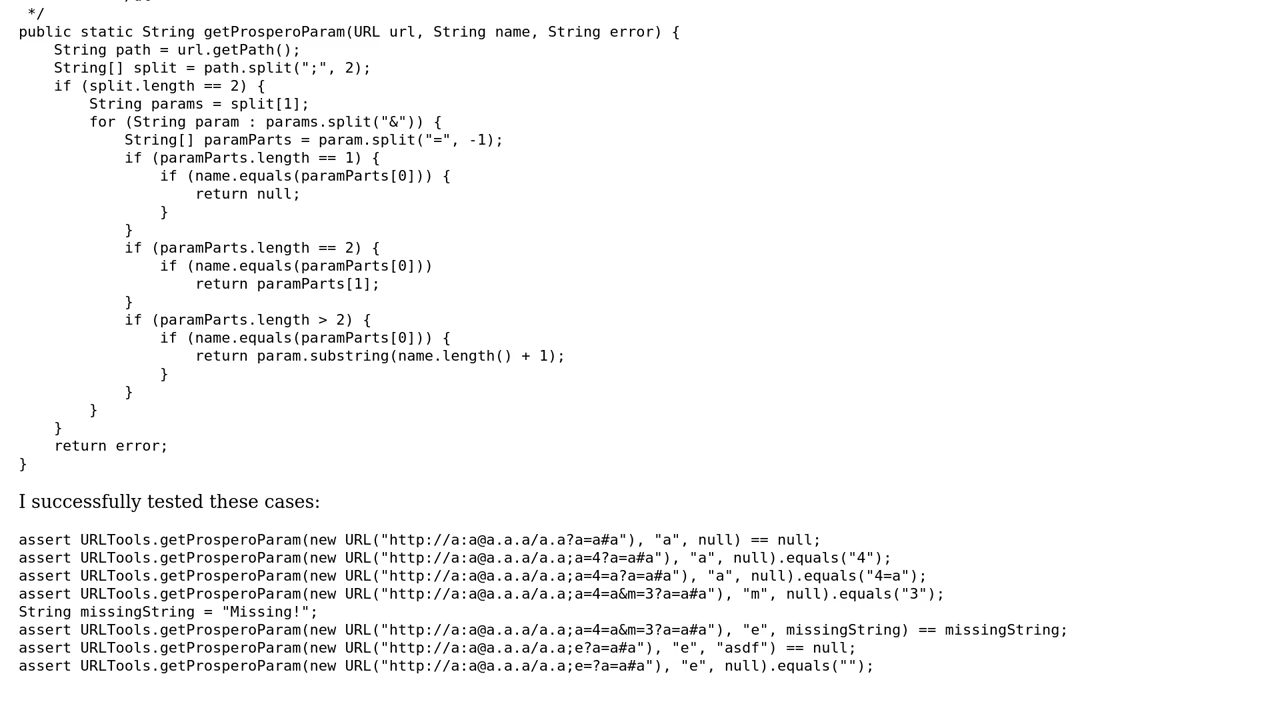 */
public static String getProsperoParam(URL url, String name, String error) {
    String path = url.getPath();
    String[] split = path.split(";", 2);
    if (split.length == 2) {
        String params = split[1];
        for (String param : params.split("&")) {
            String[] paramParts = param.split("=", -1);
            if (paramParts.length == 1) {
                if (name.equals(paramParts[0])) {
                    return null;
                }
            }
            if (paramParts.length == 2) {
                if (name.equals(paramParts[0]))
                    return paramParts[1];
            }
            if (paramParts.length > 2) {
                if (name.equals(paramParts[0])) {
                    return param.substring(name.length() + 1);
                }
            }
        }
    }
    return error;
}
I successfully tested these cases:
assert URLTools.getProsperoParam(new URL("http://a:a@a.a.a/a.a?a=a#a"), "a", null) == null;
assert URLTools.getProsperoParam(new URL("http://a:a@a.a.a/a.a;a=4?a=a#a"), "a", null).equals("4");
assert URLTools.getProsperoParam(new URL("http://a:a@a.a.a/a.a;a=4=a?a=a#a"), "a", null).equals("4=a");
assert URLTools.getProsperoParam(new URL("http://a:a@a.a.a/a.a;a=4=a&m=3?a=a#a"), "m", null).equals("3");
String missingString = "Missing!";
assert URLTools.getProsperoParam(new URL("http://a:a@a.a.a/a.a;a=4=a&m=3?a=a#a"), "e", missingString) == missingString;
assert URLTools.getProsperoParam(new URL("http://a:a@a.a.a/a.a;e?a=a#a"), "e", "asdf") == null;
assert URLTools.getProsperoParam(new URL("http://a:a@a.a.a/a.a;e=?a=a#a"), "e", null).equals("");